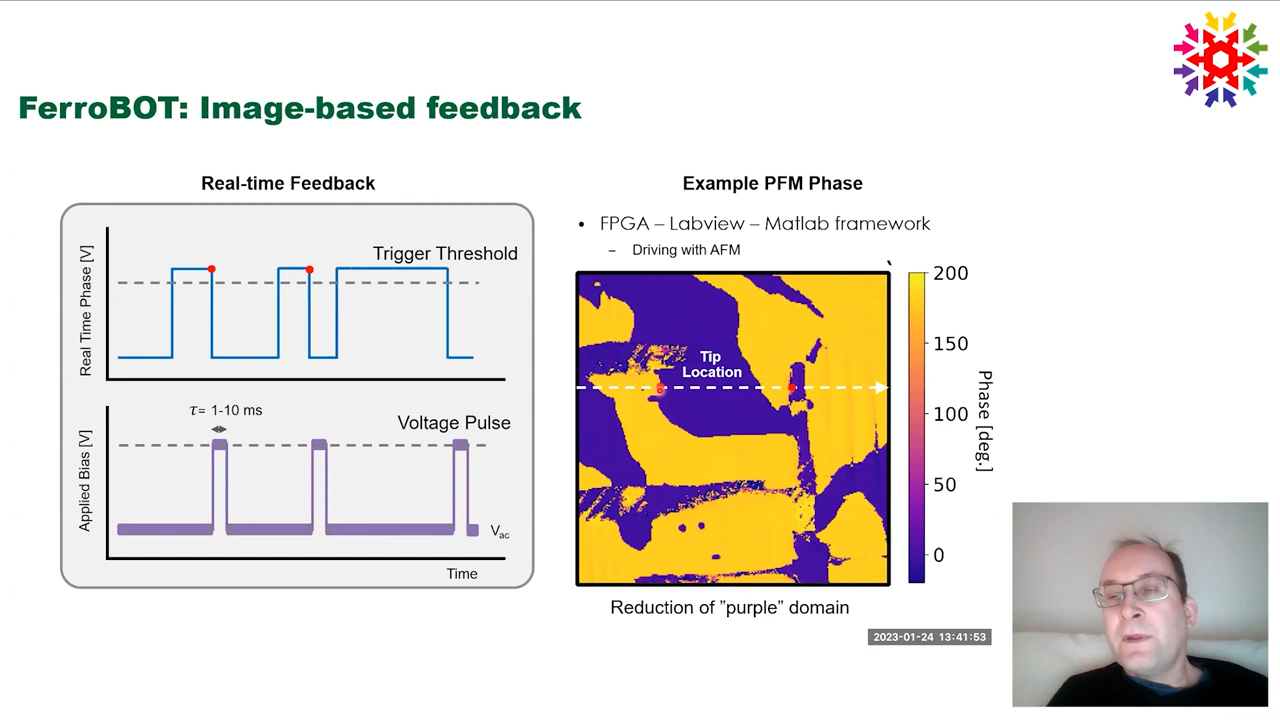 FerroBOT: Image-based feedback
Real-time Feedback
Real Time Phase [V]
Trigger Threshold
τ= 1-10 ms
Voltage Pulse
Applied Bias [V]
Vac
Time
Example PFM Phase
• FPGA – Labview – Matlab framework
– Driving with AFM
Tip
Location
200
150
100
50
0
Phase [deg.]
Reduction of ”purple” domain
2023-01-24 13:41:53